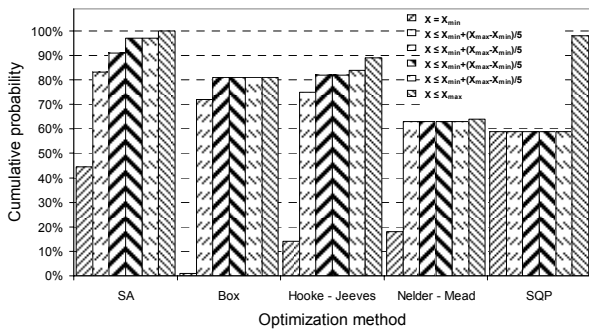 Cumulative probability
100%
90%
80%
70%
60%
50%
40%
30%
20%
10%
0%
X = Xmin
X ≤ Xmin+(Xmax-Xmin)/5
X ≤ Xmin+(Xmax-Xmin)/5
X ≤ Xmin+(Xmax-Xmin)/5
X ≤ Xmin+(Xmax-Xmin)/5
X ≤ Xmax
SA Box Hooke - Jeeves Nelder - Mead SQP
Optimization method